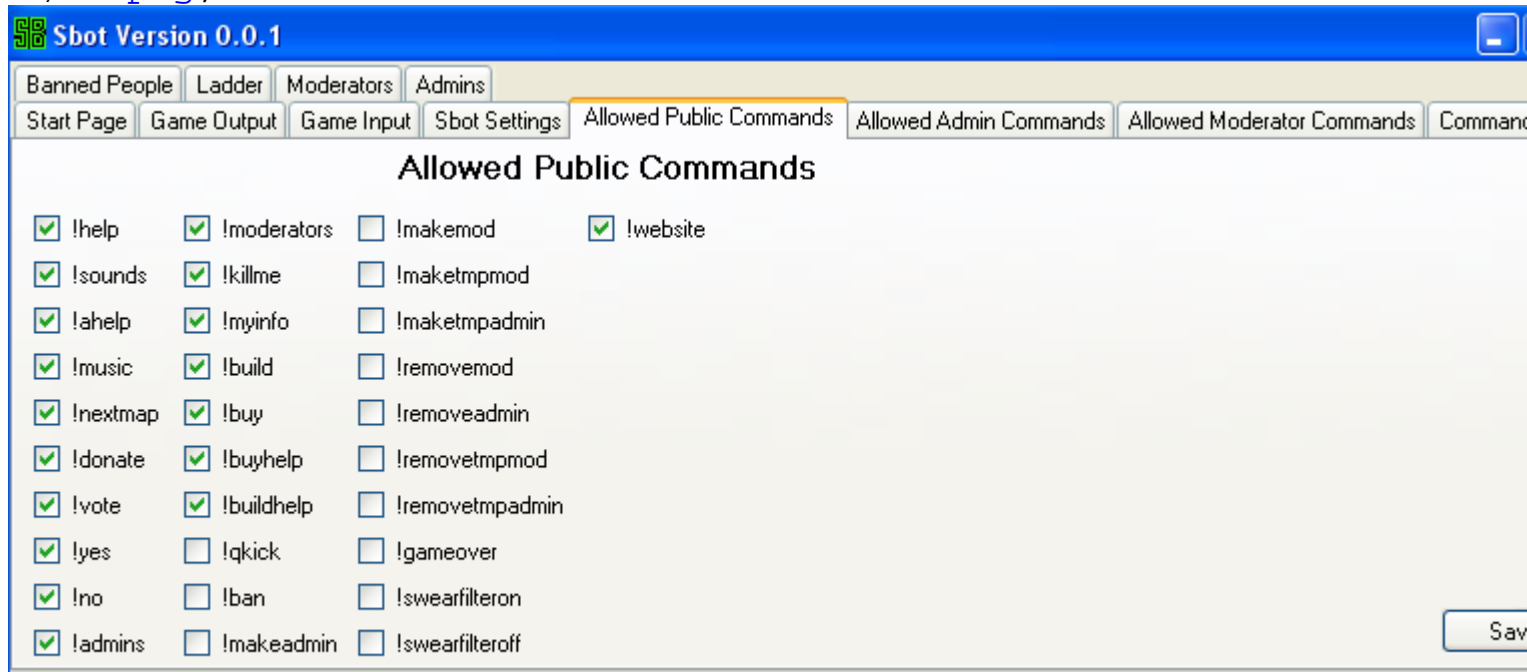 Sbot Version 0.0.1
Banned People Ladder Moderators Admins
Start Page Game Output Game Input Sbot Settings Allowed Public Commands Allowed Admin Commands Allowed Moderator Commands
Allowed Public Commands
!help !moderators !makemod !website
!sounds !killme !maketmpmod
!ahelp !myinfo !maketmpadmin
!music !build !removemod
!nextmap !buy !removeadmin
!donate !buyhelp !removetmpmod
!vote !buildhelp !removetmpadmin
!yes !qkick !gameover
!no !ban !swearfilteron
!admins !makeadmin !swearfilteroff